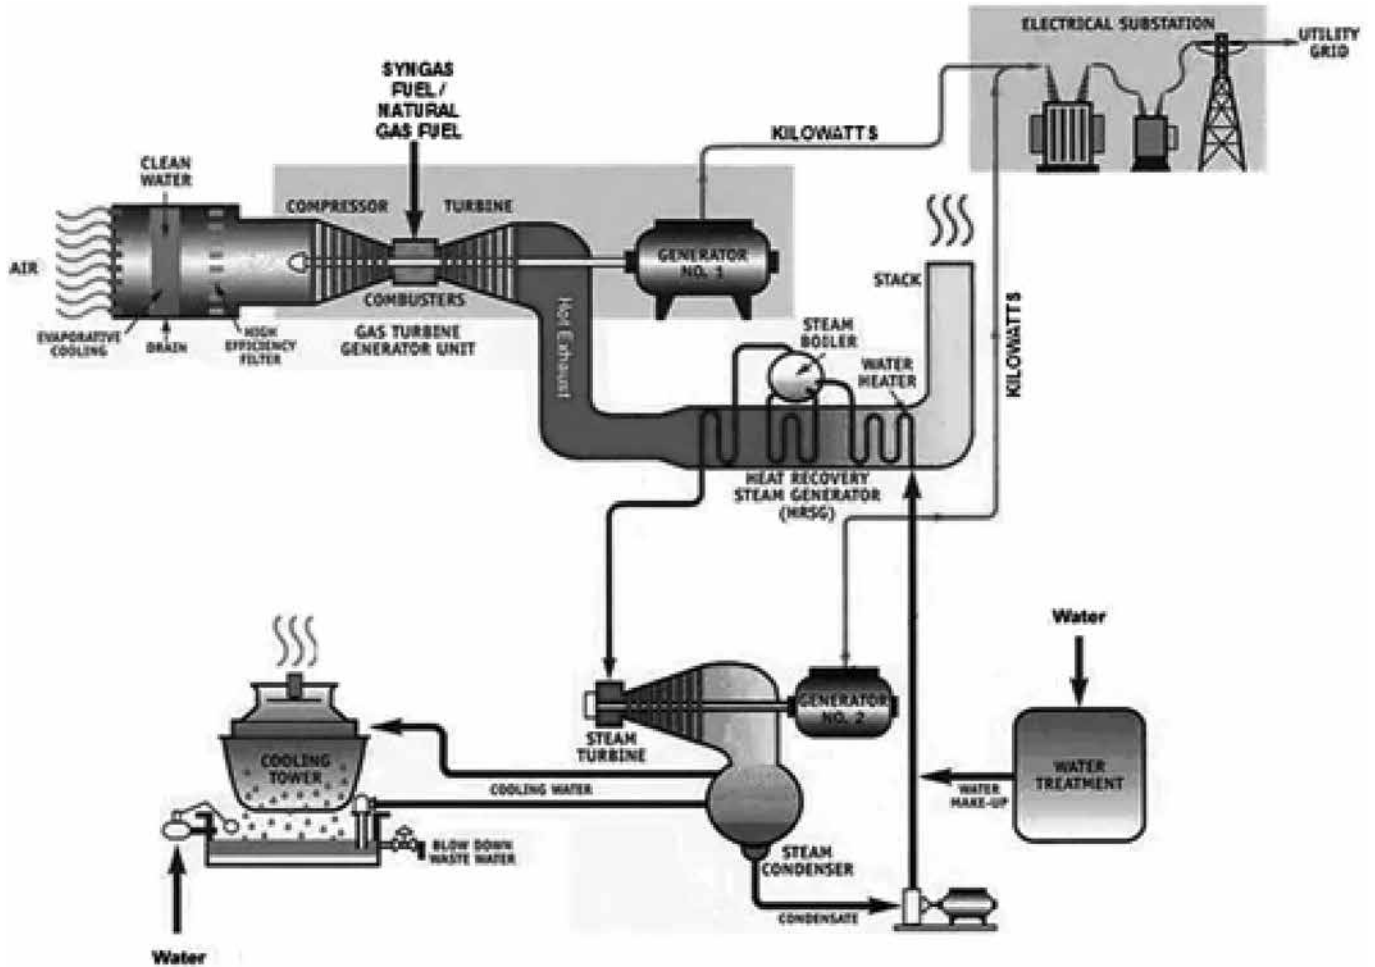 ELECTRICAL SUBSTATION
UTILITY
GRID
SYNGAS
FUEL /
NATURAL
GAS FUEL
KILOWATTS
CLEAN
WATER
COMPRESSOR
TURBINE
AIR
GENERATOR
NO. 1
STACK
COMBUSTERS
EVAPORATIVE
COOLING
DRAIN
HIGH
EFFICIENCY
FILTER
GAS TURBINE
GENERATOR UNIT
Hot Exhaust
STEAM
BOILER
WATER
HEATER
KILOWATTS
HEAT RECOVERY
STEAM GENERATOR
(HRSG)
Water
GENERATOR
NO. 2
STEAM
TURBINE
COOLING
TOWER
WATER
TREATMENT
COOLING WATER
WATER
MAKE-UP
BLOW DOWN
WASTE WATER
STEAM
CONDENSER
CONDENSATE
Water